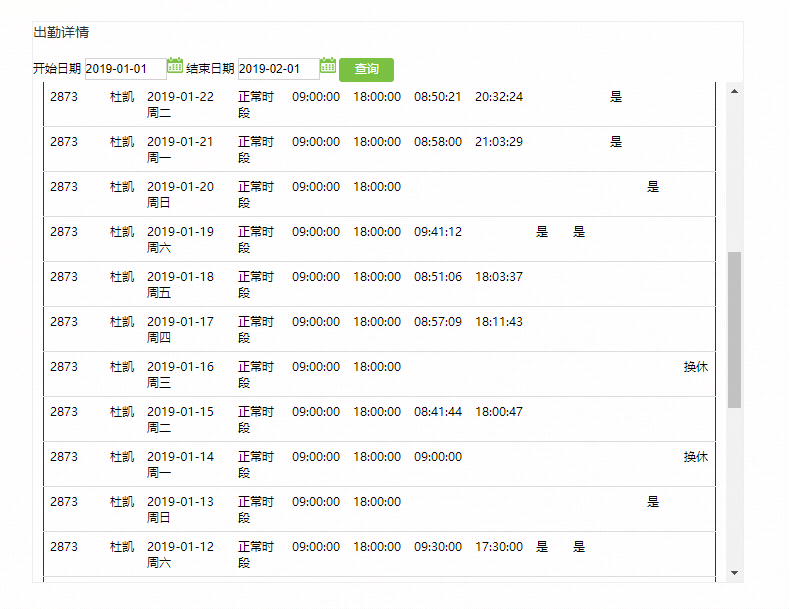 出勤详情
开始日期 2019-01-01 结束日期 2019-02-01 查询
2873 杜凯 2019-01-22 正常时 09:00:00 18:00:00 08:50:21 20:32:24 是
周二 段
2873 杜凯 2019-01-21 正常时 09:00:00 18:00:00 08:58:00 21:03:29 是
周一 段
2873 杜凯 2019-01-20 正常时 09:00:00 18:00:00 是
周日 段
2873 杜凯 2019-01-19 正常时 09:00:00 18:00:00 09:41:12 是 是
周六 段
2873 杜凯 2019-01-18 正常时 09:00:00 18:00:00 08:51:06 18:03:37
周五 段
2873 杜凯 2019-01-17 正常时 09:00:00 18:00:00 08:57:09 18:11:43
周四 段
2873 杜凯 2019-01-16 正常时 09:00:00 18:00:00 换休
周三 段
2873 杜凯 2019-01-15 正常时 09:00:00 18:00:00 08:41:44 18:00:47
周二 段
2873 杜凯 2019-01-14 正常时 09:00:00 18:00:00 09:00:00 换休
周一 段
2873 杜凯 2019-01-13 正常时 09:00:00 18:00:00 是
周日 段
2873 杜凯 2019-01-12 正常时 09:00:00 18:00:00 09:30:00 17:30:00 是 是
周六 段